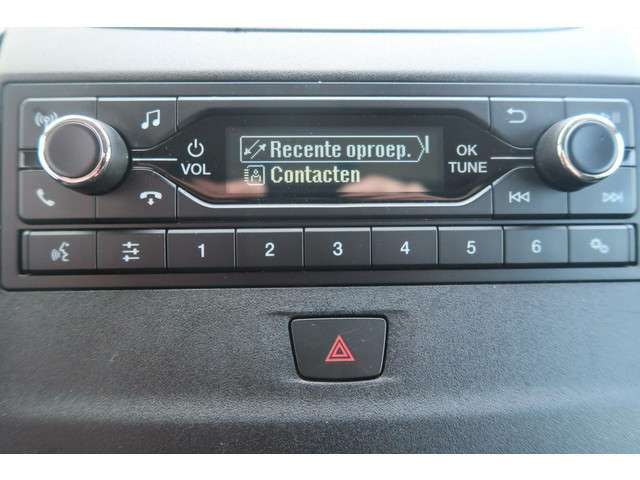 Recente oproep.
Contacten
VOL
OK
TUNE
1 2 3 4 5 6